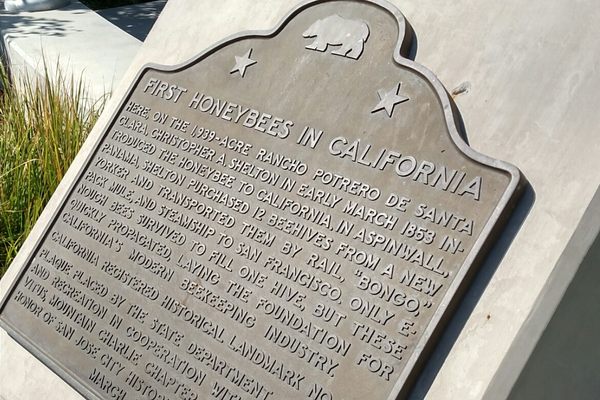 FIRST HONEYBEES IN CALIFORNIA
HERE, ON THE 1,939-ACRE RANCHO POTRERO DE SANTA
CLARA, CHRISTOPHER A. SHELTON IN EARLY MARCH 1853 IN-
TRODUCED THE HONEYBEE TO CALIFORNIA. IN ASPINWALL,
PANAMA, SHELTON PURCHASED 12 BEEHIVES FROM A NEW
YORKER AND TRANSPORTED THEM BY RAIL, "BONGO,"
PACK MULE, AND STEAMSHIP TO SAN FRANCISCO. ONLY E-
NOUGH BEES SURVIVED TO FILL ONE HIVE, BUT THESE
QUICKLY PROPAGATED, LAYING THE FOUNDATION FOR
CALIFORNIA'S MODERN BEEKEEPING INDUSTRY.
CALIFORNIA REGISTERED HISTORICAL LANDMARK NO.
PLAQUE PLACED BY THE STATE DEPARTMENT
AND RECREATION IN COOPERATION WITH
VITUS, MOUNTAIN CHARLIE CHAPTER
HONOR OF SAN JOSE CITY HISTOR
MARCH